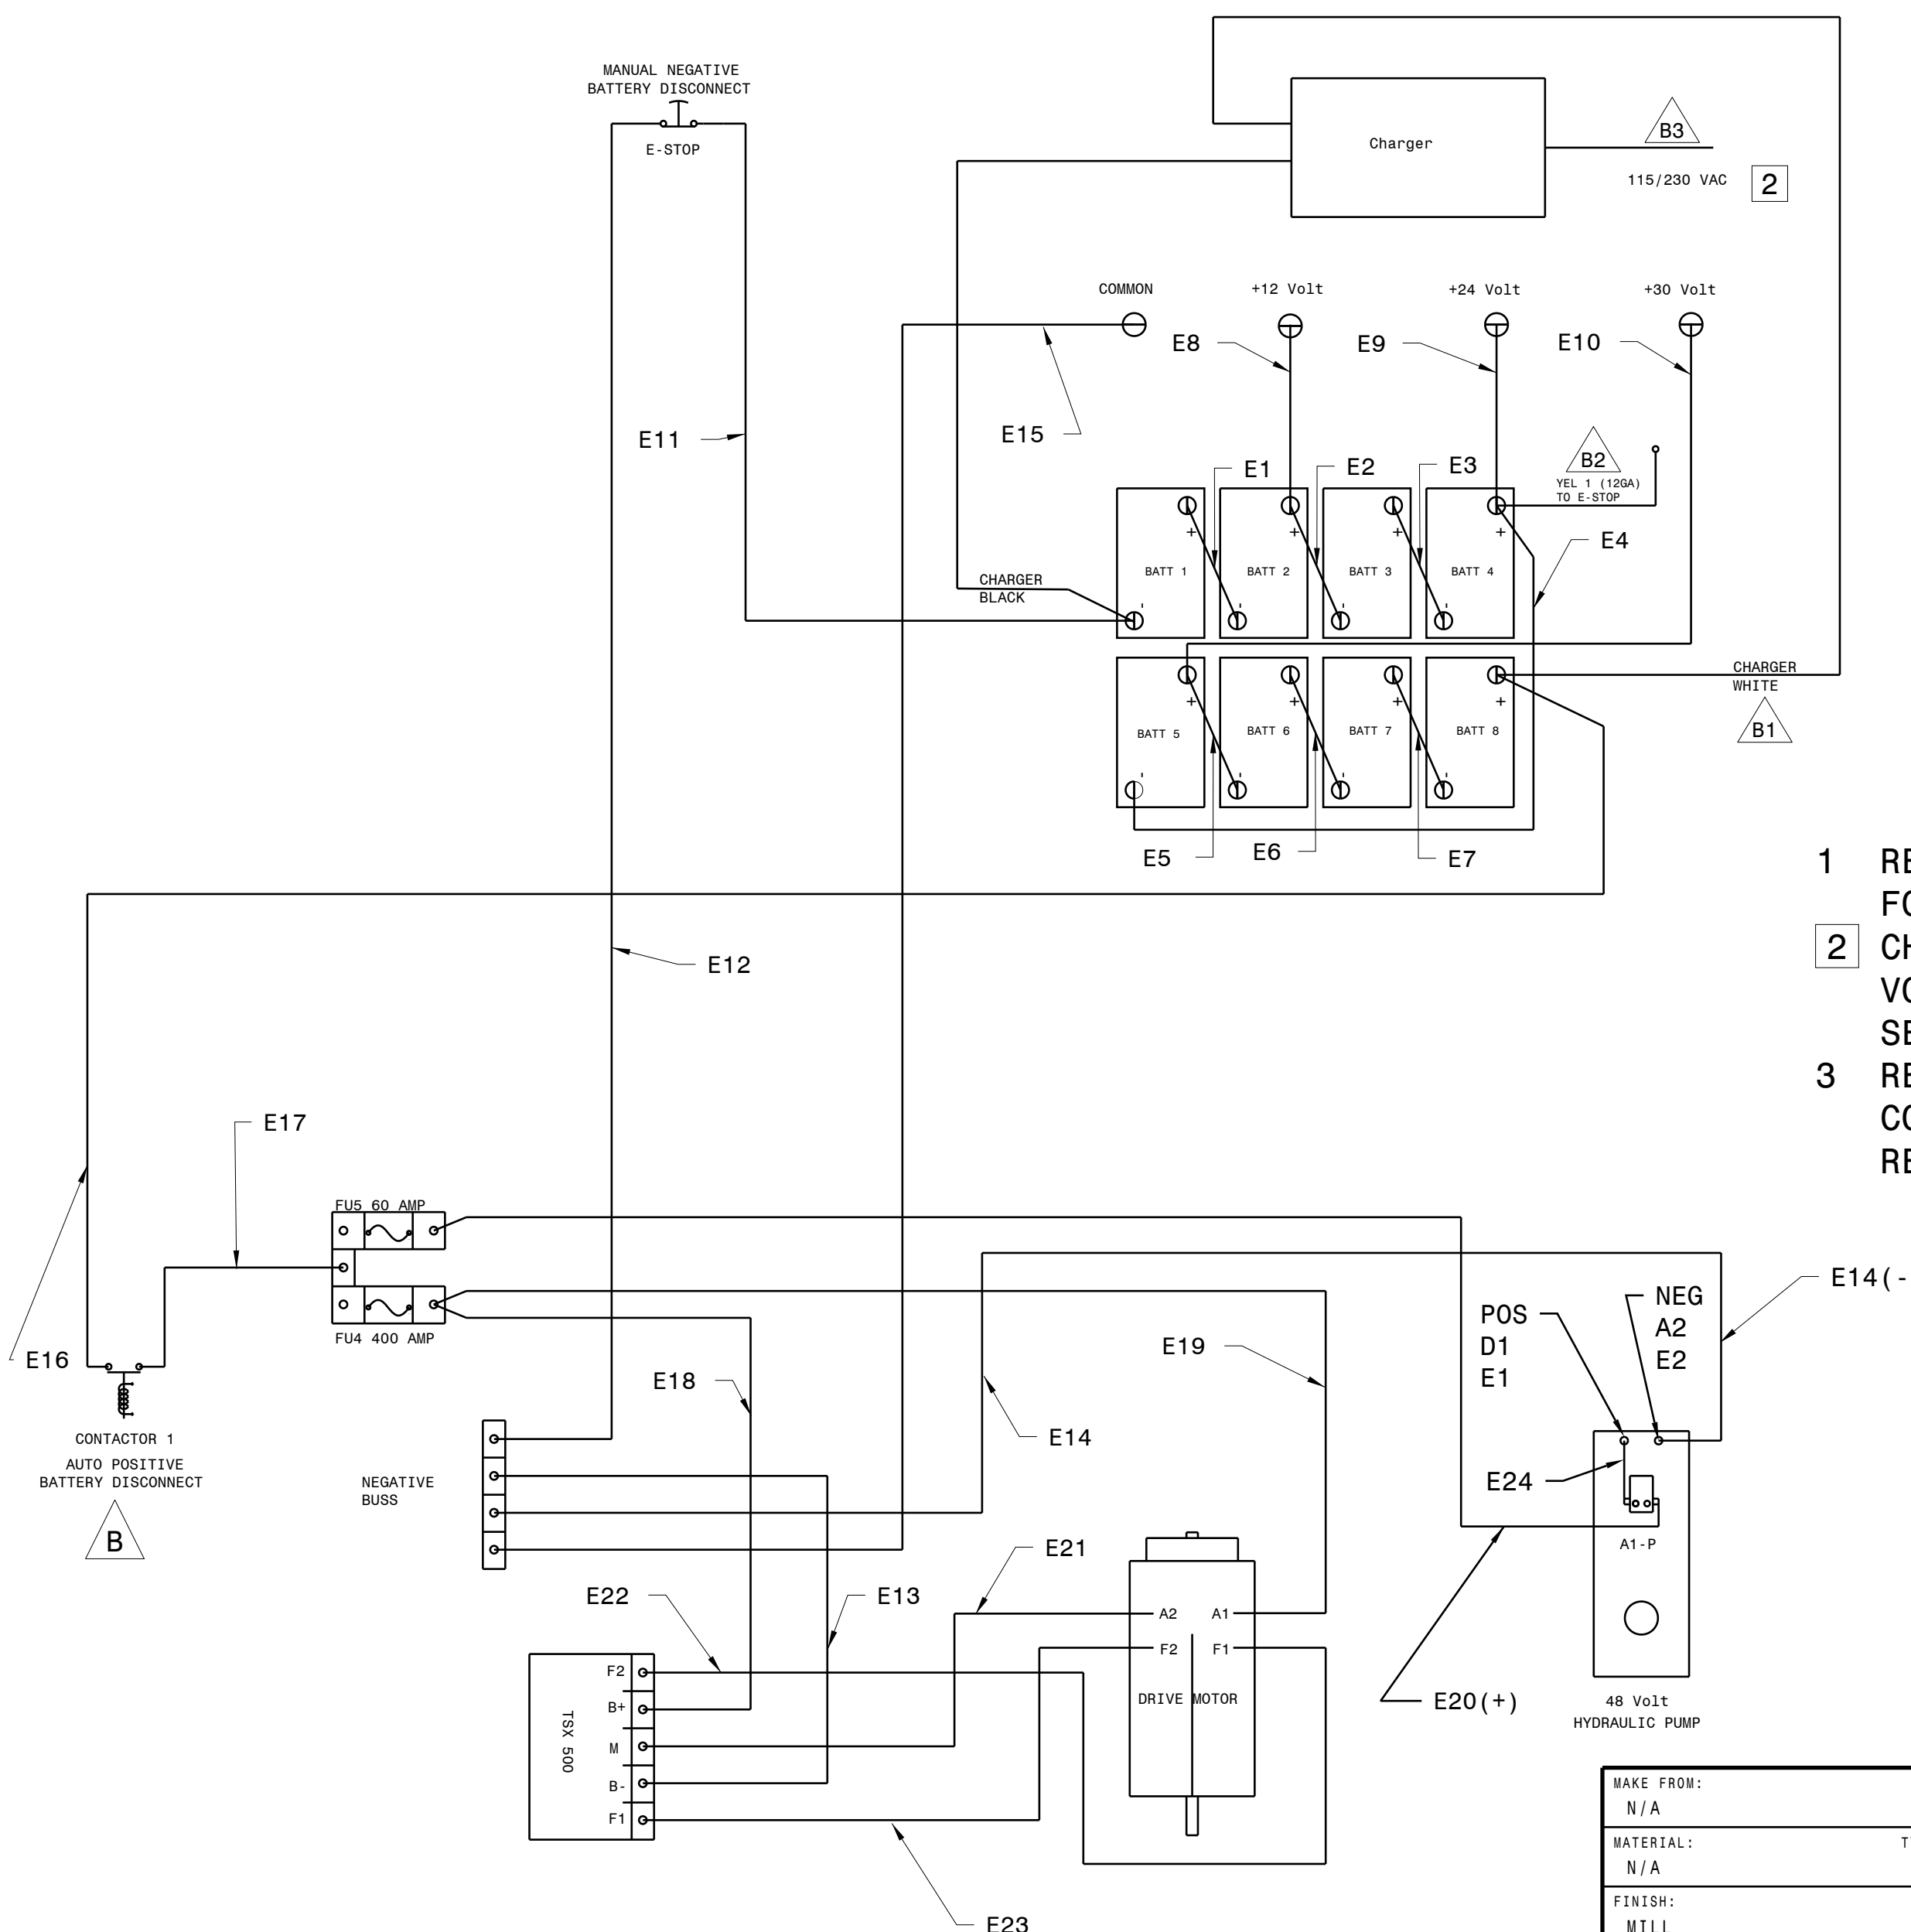 MANUAL NEGATIVE
BATTERY DISCONNECT
E-STOP
Charger
B3
115/230 VAC
2
COMMON
+12 Volt
+24 Volt
+30 Volt
E8
E9
E10
E11
E15
E1
E2
E3
B2
YEL 1 (12GA)
TO E-STOP
E4
+
+
+
+
BATT 1
BATT 2
BATT 3
BATT 4
CHARGER
BLACK
-
-
-
-
CHARGER
WHITE
B1
+
+
+
+
BATT 5
BATT 6
BATT 7
BATT 8
-
-
-
-
E5
E6
E7
1
2
3
E12
E17
FU5 60 AMP
FU4 400 AMP
E16
E14(-
POS
D1
E1
NEG
A2
E2
E19
E18
E14
CONTACTOR 1
AUTO POSITIVE
BATTERY DISCONNECT
B
NEGATIVE
BUSS
E24
A1-P
E21
E22
E13
A2
A1
F2
F1
DRIVE MOTOR
E20(+)
48 Volt
HYDRAULIC PUMP
TSX 500
F2
B+
M
B-
F1
E23
MAKE FROM:
N/A
MATERIAL:
N/A
FINISH:
MILL